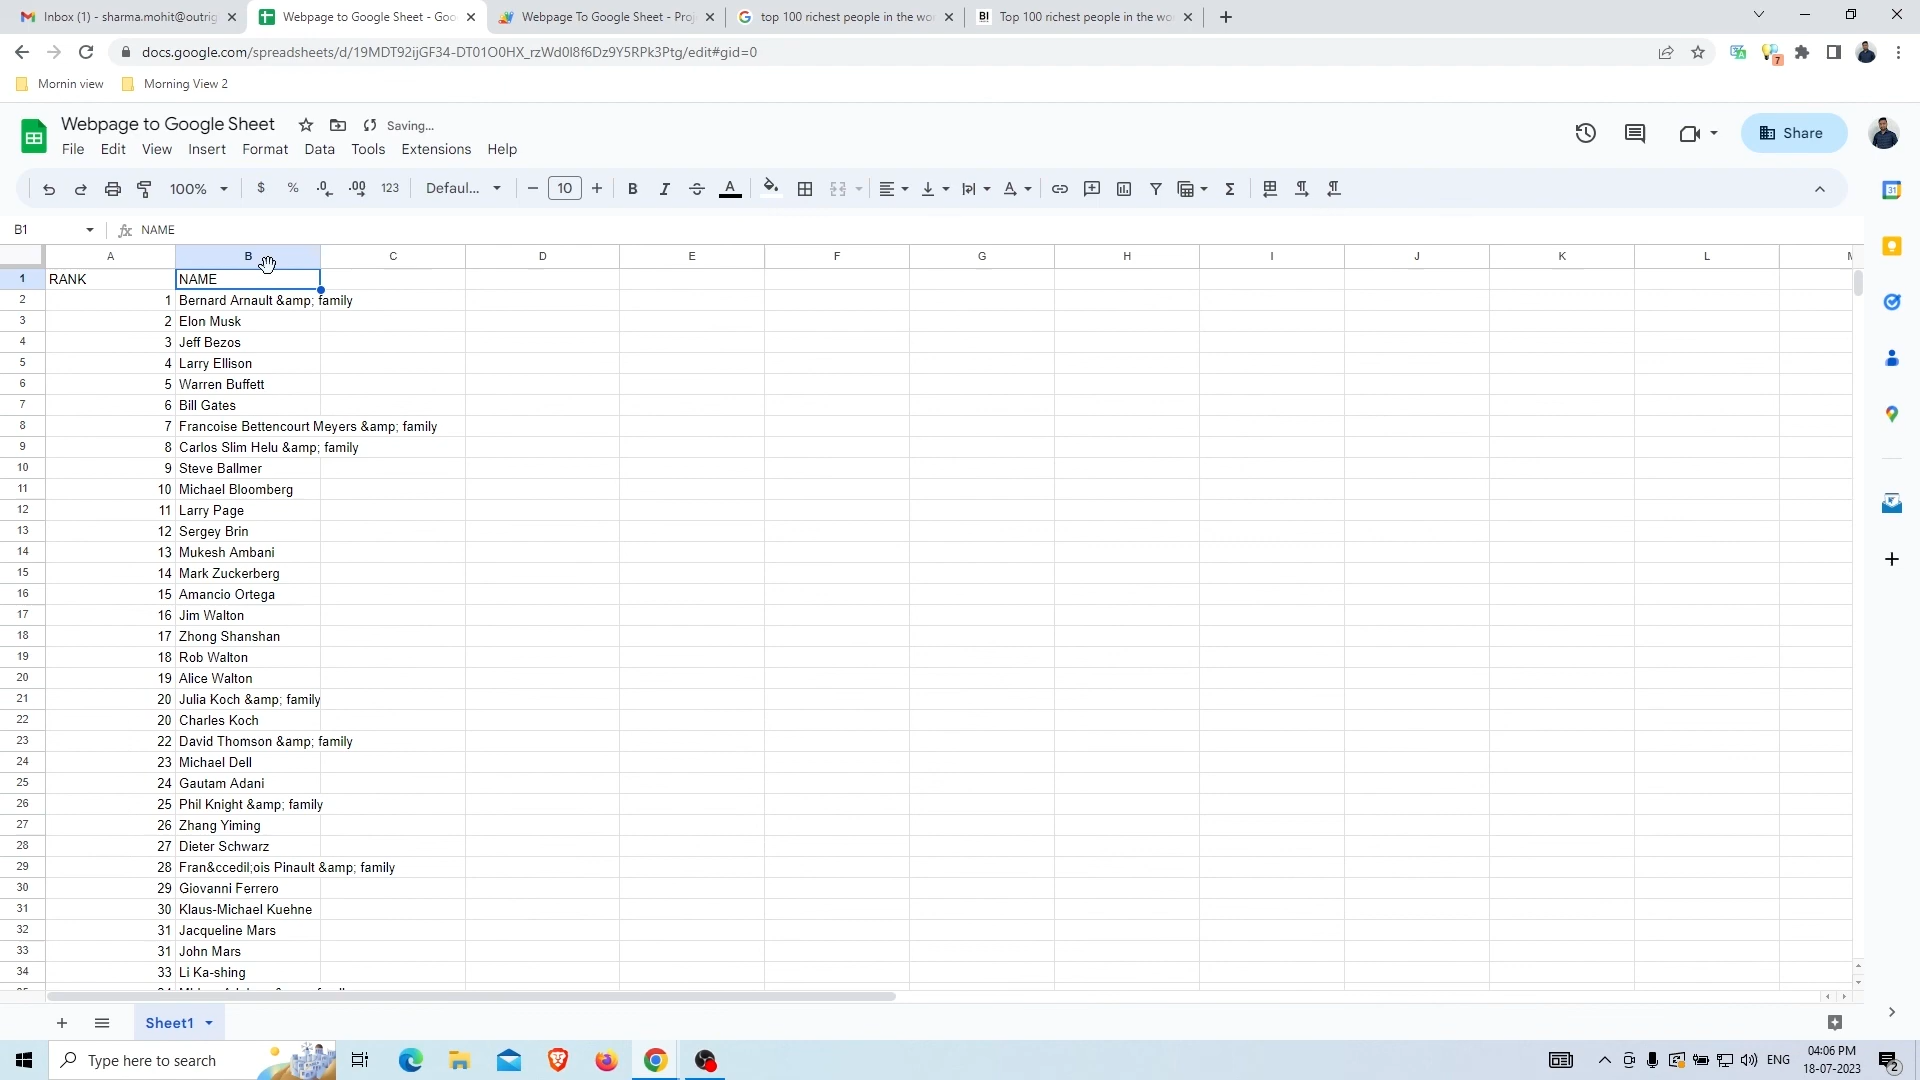 Inbox (1) - sharma.mohit@outrig
Webpage to Google Sheet - Goo
Webpage To Google Sheet - Proj
top 100 richest people in the wor
Top 100 richest people in the wo
docs.google.com/spreadsheets/d/19MDT92ijGF34-DT01O0HX_rzWd0l8f6Dz9Y5RPk3Ptg/edit#gid=0
7
Mornin view
Morning View 2
Webpage to Google Sheet
Saving...
Share
File Edit View Insert Format Data Tools Extensions Help
100% $ % .0 .00 123 Defaul... 10 B I A
B1 fx NAME
A B C D E F G H I J K L
1 RANK NAME
2 1 Bernard Arnault &amp; family
3 2 Elon Musk
4 3 Jeff Bezos
5 4 Larry Ellison
6 5 Warren Buffett
7 6 Bill Gates
8 7 Francoise Bettencourt Meyers &amp; family
9 8 Carlos Slim Helu &amp; family
10 9 Steve Ballmer
11 10 Michael Bloomberg
12 11 Larry Page
13 12 Sergey Brin
14 13 Mukesh Ambani
15 14 Mark Zuckerberg
16 15 Amancio Ortega
17 16 Jim Walton
18 17 Zhong Shanshan
19 18 Rob Walton
20 19 Alice Walton
21 20 Julia Koch &amp; family
22 20 Charles Koch
23 22 David Thomson &amp; family
24 23 Michael Dell
25 24 Gautam Adani
26 25 Phil Knight &amp; family
27 26 Zhang Yiming
28 27 Dieter Schwarz
29 28 Fran&ccedil;ois Pinault &amp; family
30 29 Giovanni Ferrero
31 30 Klaus-Michael Kuehne
32 31 Jacqueline Mars
33 31 John Mars
34 33 Li Ka-shing
Sheet1
Type here to search
ENG
04:06 PM
18-07-2023
2